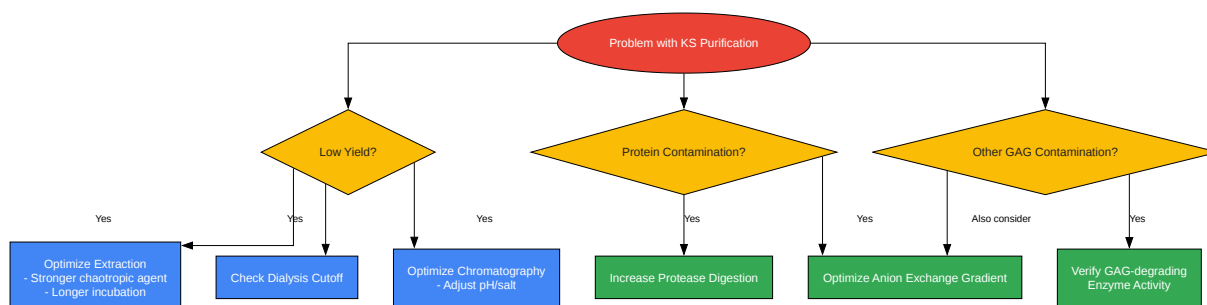 Problem with KS Purification
Low Yield?
Protein Contamination?
Other GAG Contamination?
Yes
Yes
Yes
Yes
Yes
Also consider
Yes
Optimize Extraction
- Stronger chaotropic agent
- Longer incubation
Check Dialysis Cutoff
Optimize Chromatography
- Adjust pH/salt
Increase Protease Digestion
Optimize Anion Exchange Gradient
Verify GAG-degrading
Enzyme Activity